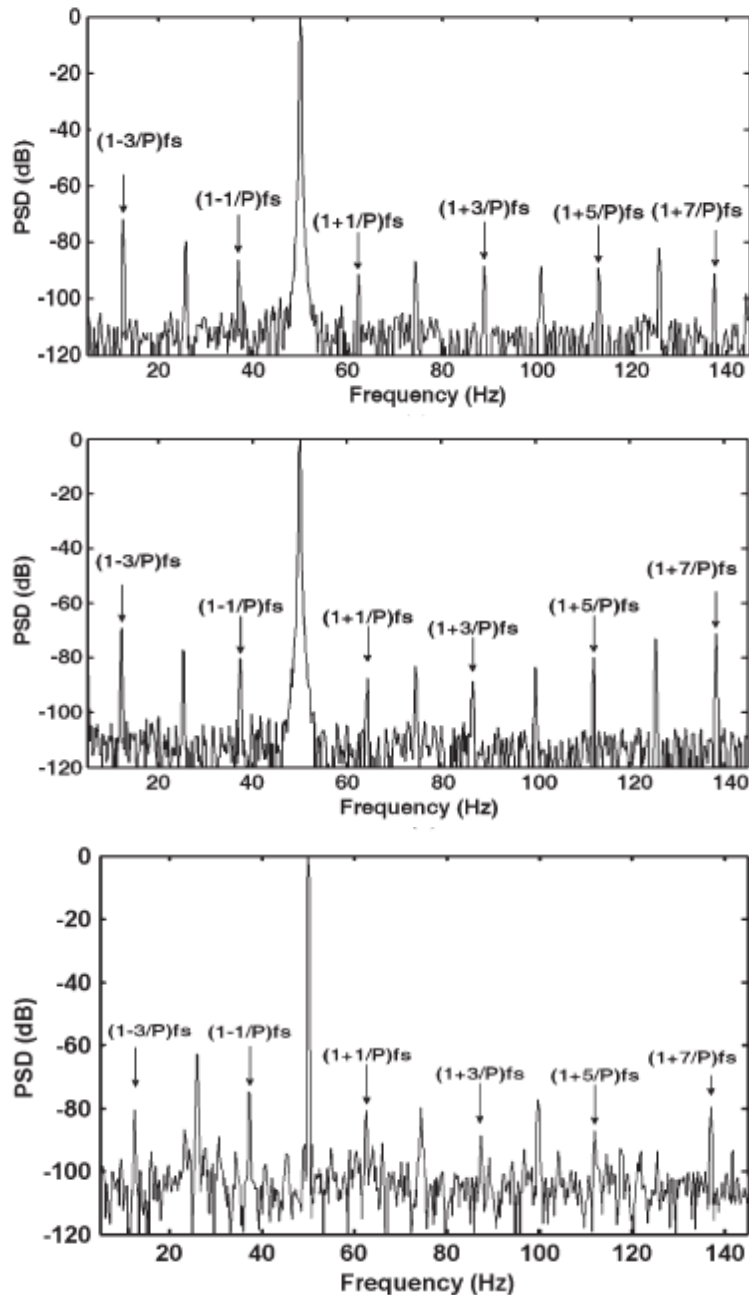 0
-20
-40
-60
-80
-100
-120
PSD (dB)
(1-3/P)fs
(1-1/P)fs
(1+1/P)fs
(1+3/P)fs
(1+5/P)fs
(1+7/P)fs
20 40 60 80 100 120 140
Frequency (Hz)
0
-20
-40
-60
-80
-100
-120
PSD (dB)
(1-3/P)fs
(1-1/P)fs
(1+1/P)fs
(1+3/P)fs
(1+5/P)fs
(1+7/P)fs
20 40 60 80 100 120 140
Frequency (Hz)
0
-20
-40
-60
-80
-100
-120
PSD (dB)
(1-3/P)fs
(1-1/P)fs
(1+1/P)fs
(1+3/P)fs
(1+5/P)fs
(1+7/P)fs
20 40 60 80 100 120 140
Frequency (Hz)